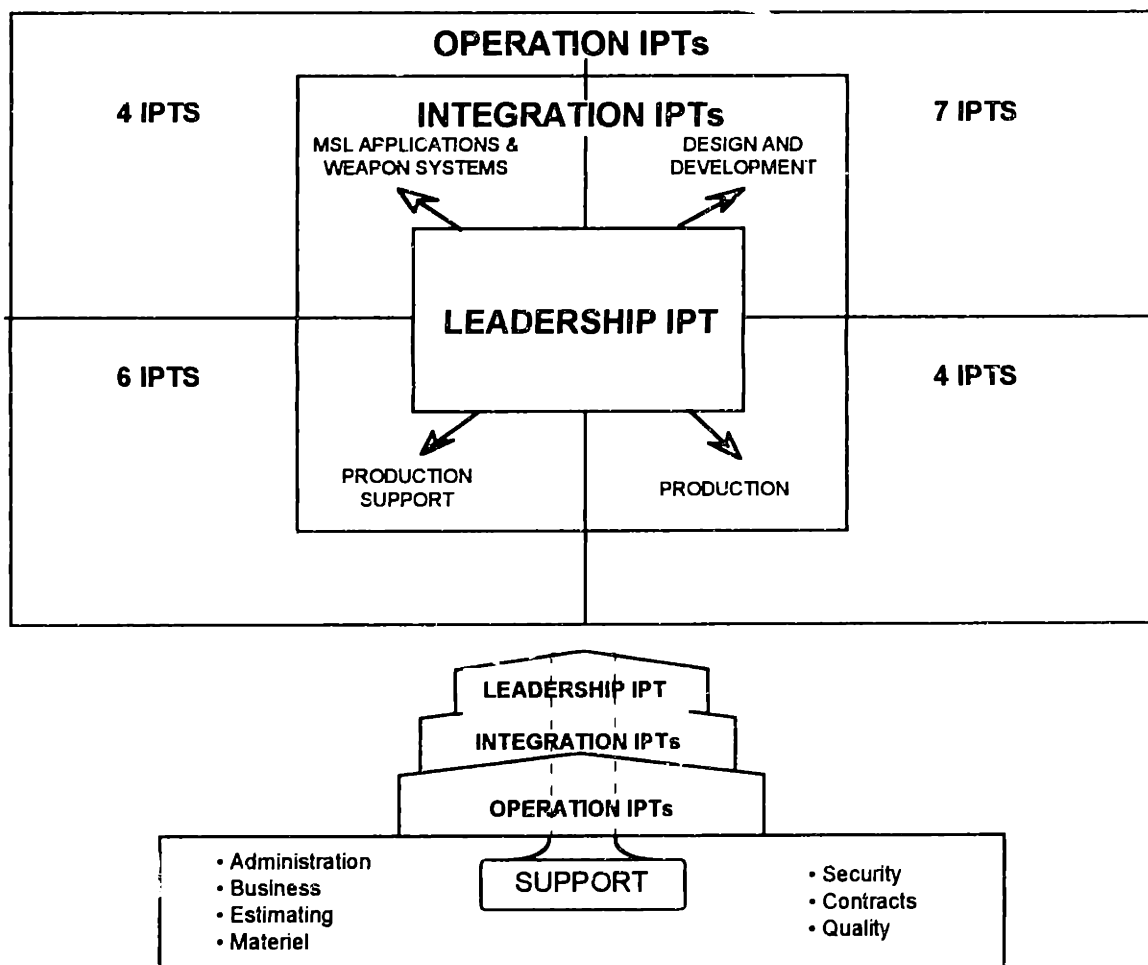 OPERATION IPTs
4 IPTS
INTEGRATION IPTs
7 IPTS
MSL APPLICATIONS &
WEAPON SYSTEMS
DESIGN AND
DEVELOPMENT
LEADERSHIP IPT
6 IPTS
4 IPTS
PRODUCTION
SUPPORT
PRODUCTION
LEADERSHIP IPT
INTEGRATION IPTs
OPERATION IPTs
• Administration
• Business
• Estimating
• Materiel
SUPPORT
• Security
• Contracts
• Quality